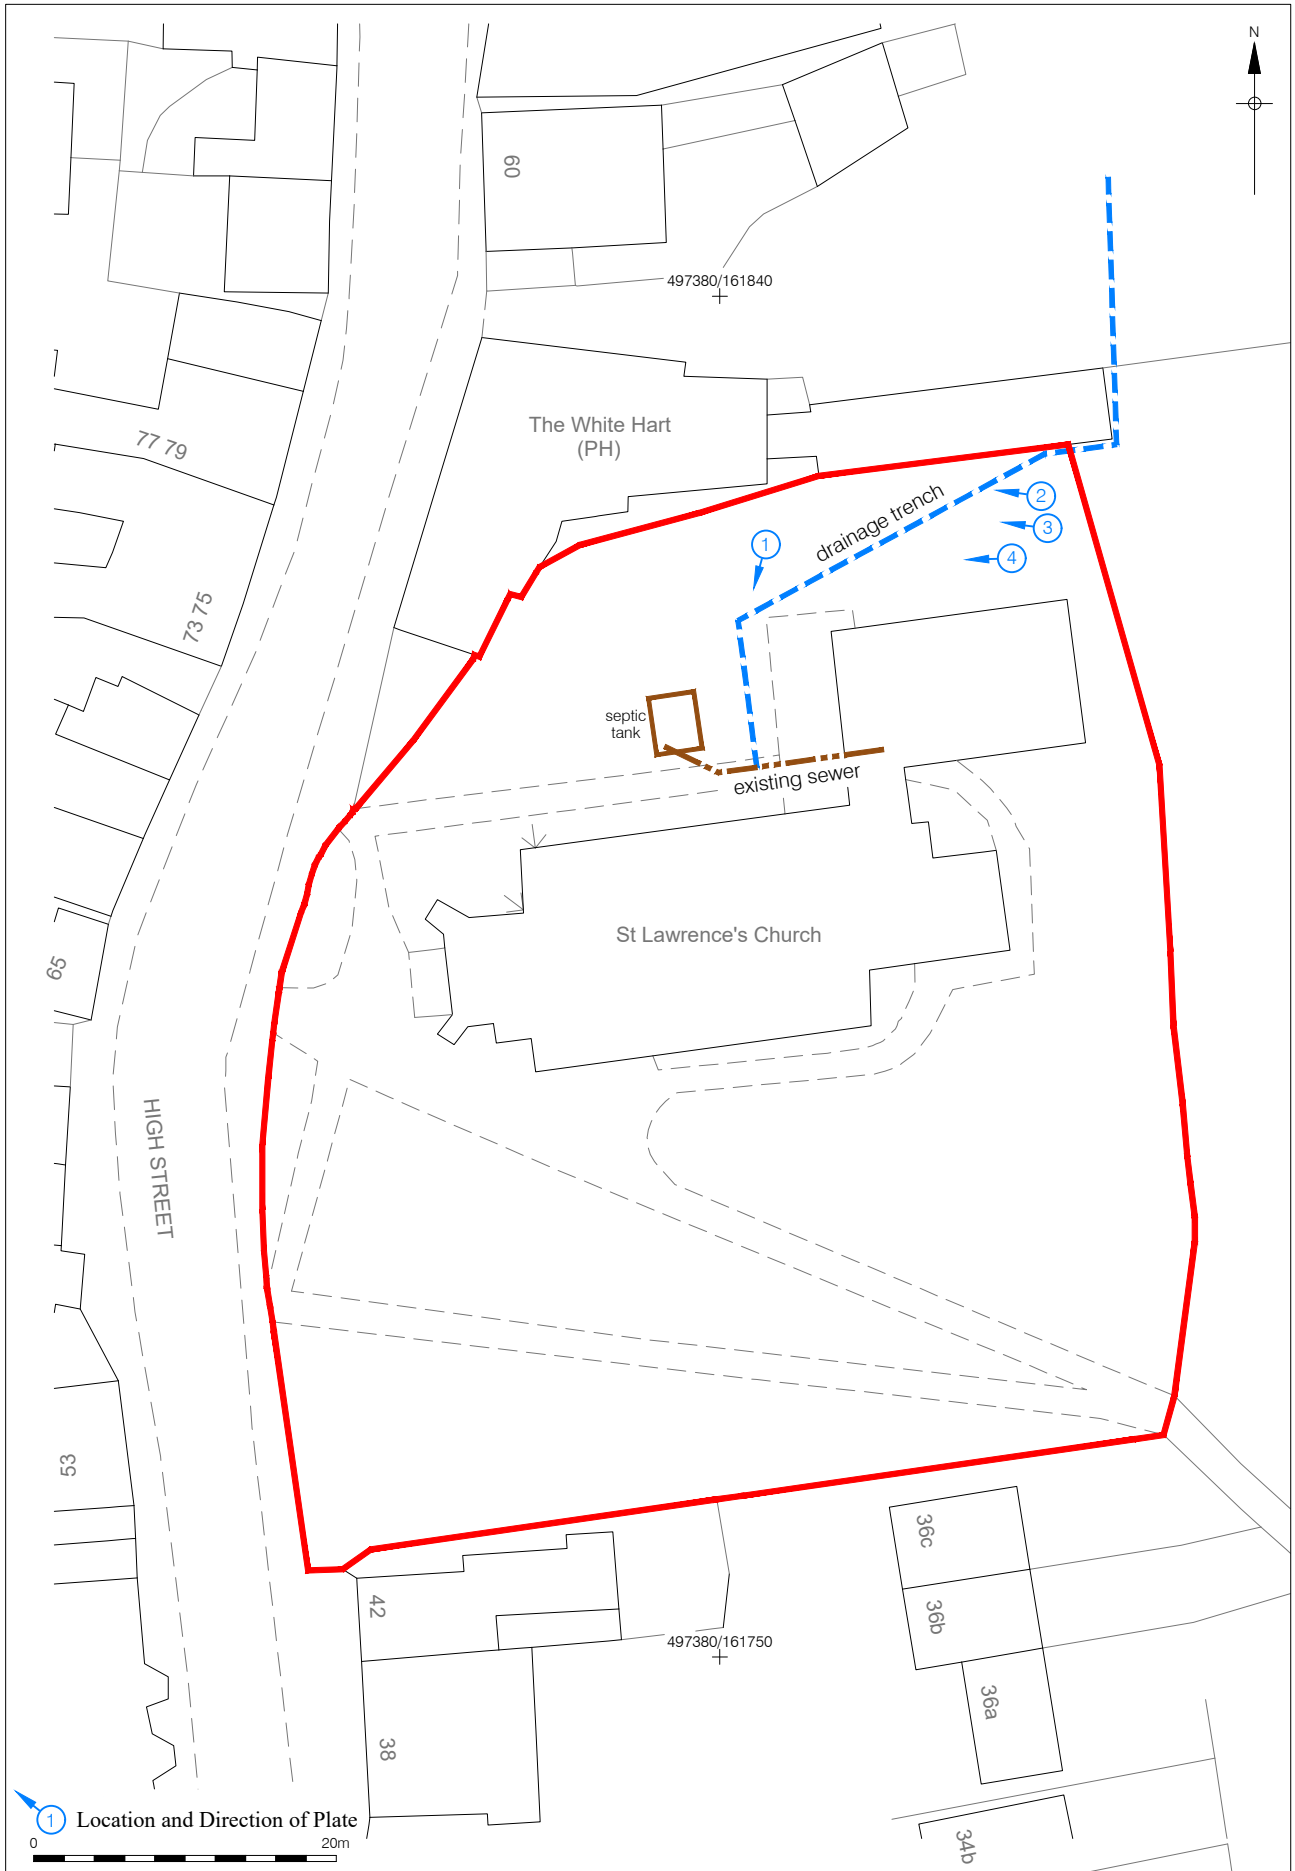 N
60
497380/161840
The White Hart
(PH)
77 79
drainage trench
2
3
1
4
73 75
septic
tank
existing sewer
St Lawrence's Church
65
HIGH STREET
53
36c
42
36b
497380/161750
36a
38
1 Location and Direction of Plate
0 20m
34b